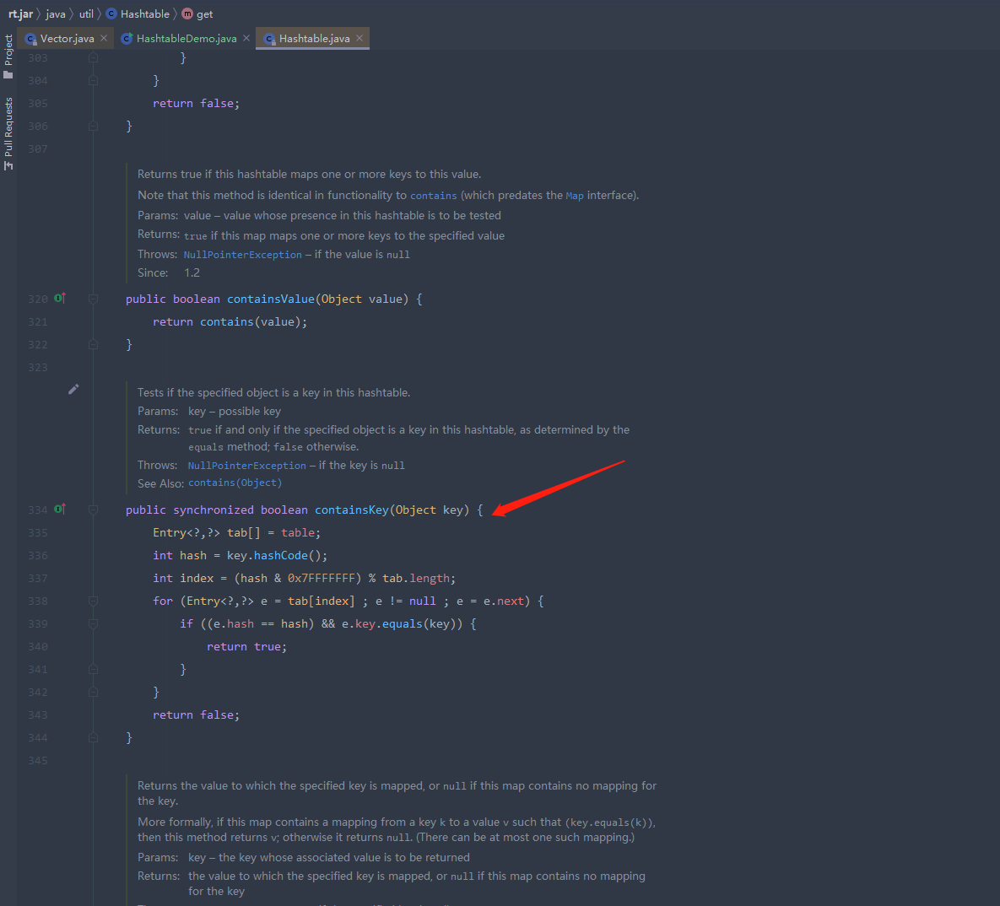 rt.jar 〉 java 〉 util 〉 C Hashtable 〉 m get
C Vector.java × C HashtableDemo.java × C Hashtable.java ×
Project
Pull Requests
303 }
304 }
305 return false;
306 }
307
Returns true if this hashtable maps one or more keys to this value.
Note that this method is identical in functionality to contains (which predates the Map interface).
Params: value – value whose presence in this hashtable is to be tested
Returns: true if this map maps one or more keys to the specified value
Throws: NullPointerException – if the value is null
Since: 1.2
320 public boolean containsValue(Object value) {
321 return contains(value);
322 }
323
Tests if the specified object is a key in this hashtable.
Params: key – possible key
Returns: true if and only if the specified object is a key in this hashtable, as determined by the
equals method; false otherwise.
Throws: NullPointerException – if the key is null
See Also: contains(Object)
334 public synchronized boolean containsKey(Object key) {
335 Entry<?,?> tab[] = table;
336 int hash = key.hashCode();
337 int index = (hash & 0x7FFFFFFF) % tab.length;
338 for (Entry<?,?> e = tab[index] ; e != null ; e = e.next) {
339 if ((e.hash == hash) && e.key.equals(key)) {
340 return true;
341 }
342 }
343 return false;
344 }
345
Returns the value to which the specified key is mapped, or null if this map contains no mapping for
the key.
More formally, if this map contains a mapping from a key k to a value v such that (key.equals(k)),
then this method returns v; otherwise it returns null. (There can be at most one such mapping.)
Params: key – the key whose associated value is to be returned
Returns: the value to which the specified key is mapped, or null if this map contains no mapping
for the key